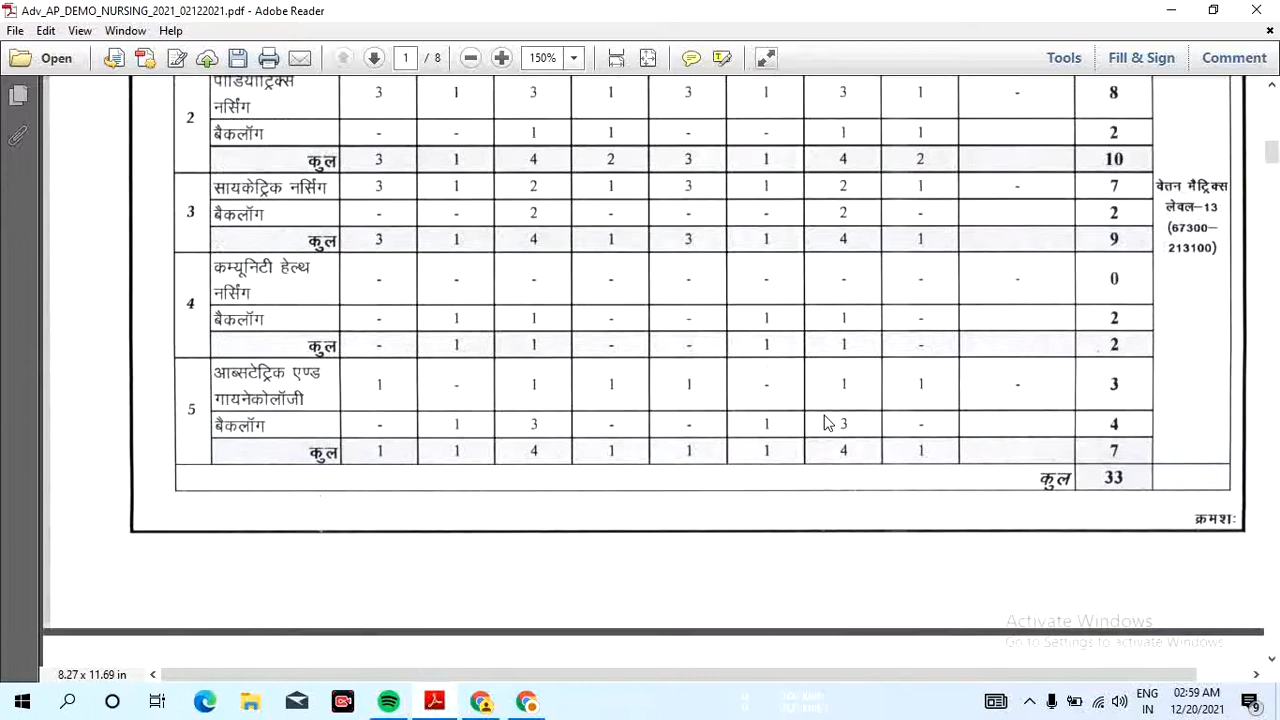 Adv_AP_DEMO_NURSING_2021_02122021.pdf - Adobe Reader
File Edit View Window Help
Open 1 / 8 150% Tools Fill & Sign Comment
2 पीडियाट्रिक्स नर्सिंग 3 1 3 1 3 1 3 1 - 8
बैकलॉग - - 1 1 - - 1 1 2
कुल 3 1 4 2 3 1 4 2 10
3 सायकेट्रिक नर्सिंग 3 1 2 1 3 1 2 1 - 7
बैकलॉग - - 2 - - - 2 - 2
कुल 3 1 4 1 3 1 4 1 9
वेतन मैट्रिक्स
लेवल-13
(67300-
213100)
4 कम्यूनिटी हेल्थ
नर्सिंग - - - - - - - - - 0
बैकलॉग - 1 1 - - 1 1 - 2
कुल - 1 1 - - 1 1 - 2
5 आब्सटेट्रिक एण्ड
गायनेकोलॉजी 1 - 1 1 1 - 1 1 - 3
बैकलॉग - 1 3 - - 1 3 - 4
कुल 1 1 4 1 1 1 4 1 7
कुल 33
क्रमशः
Activate Windows
Go to Settings to activate Windows.
8.27 x 11.69 in
ENG 02:59 AM
IN 12/20/2021 9